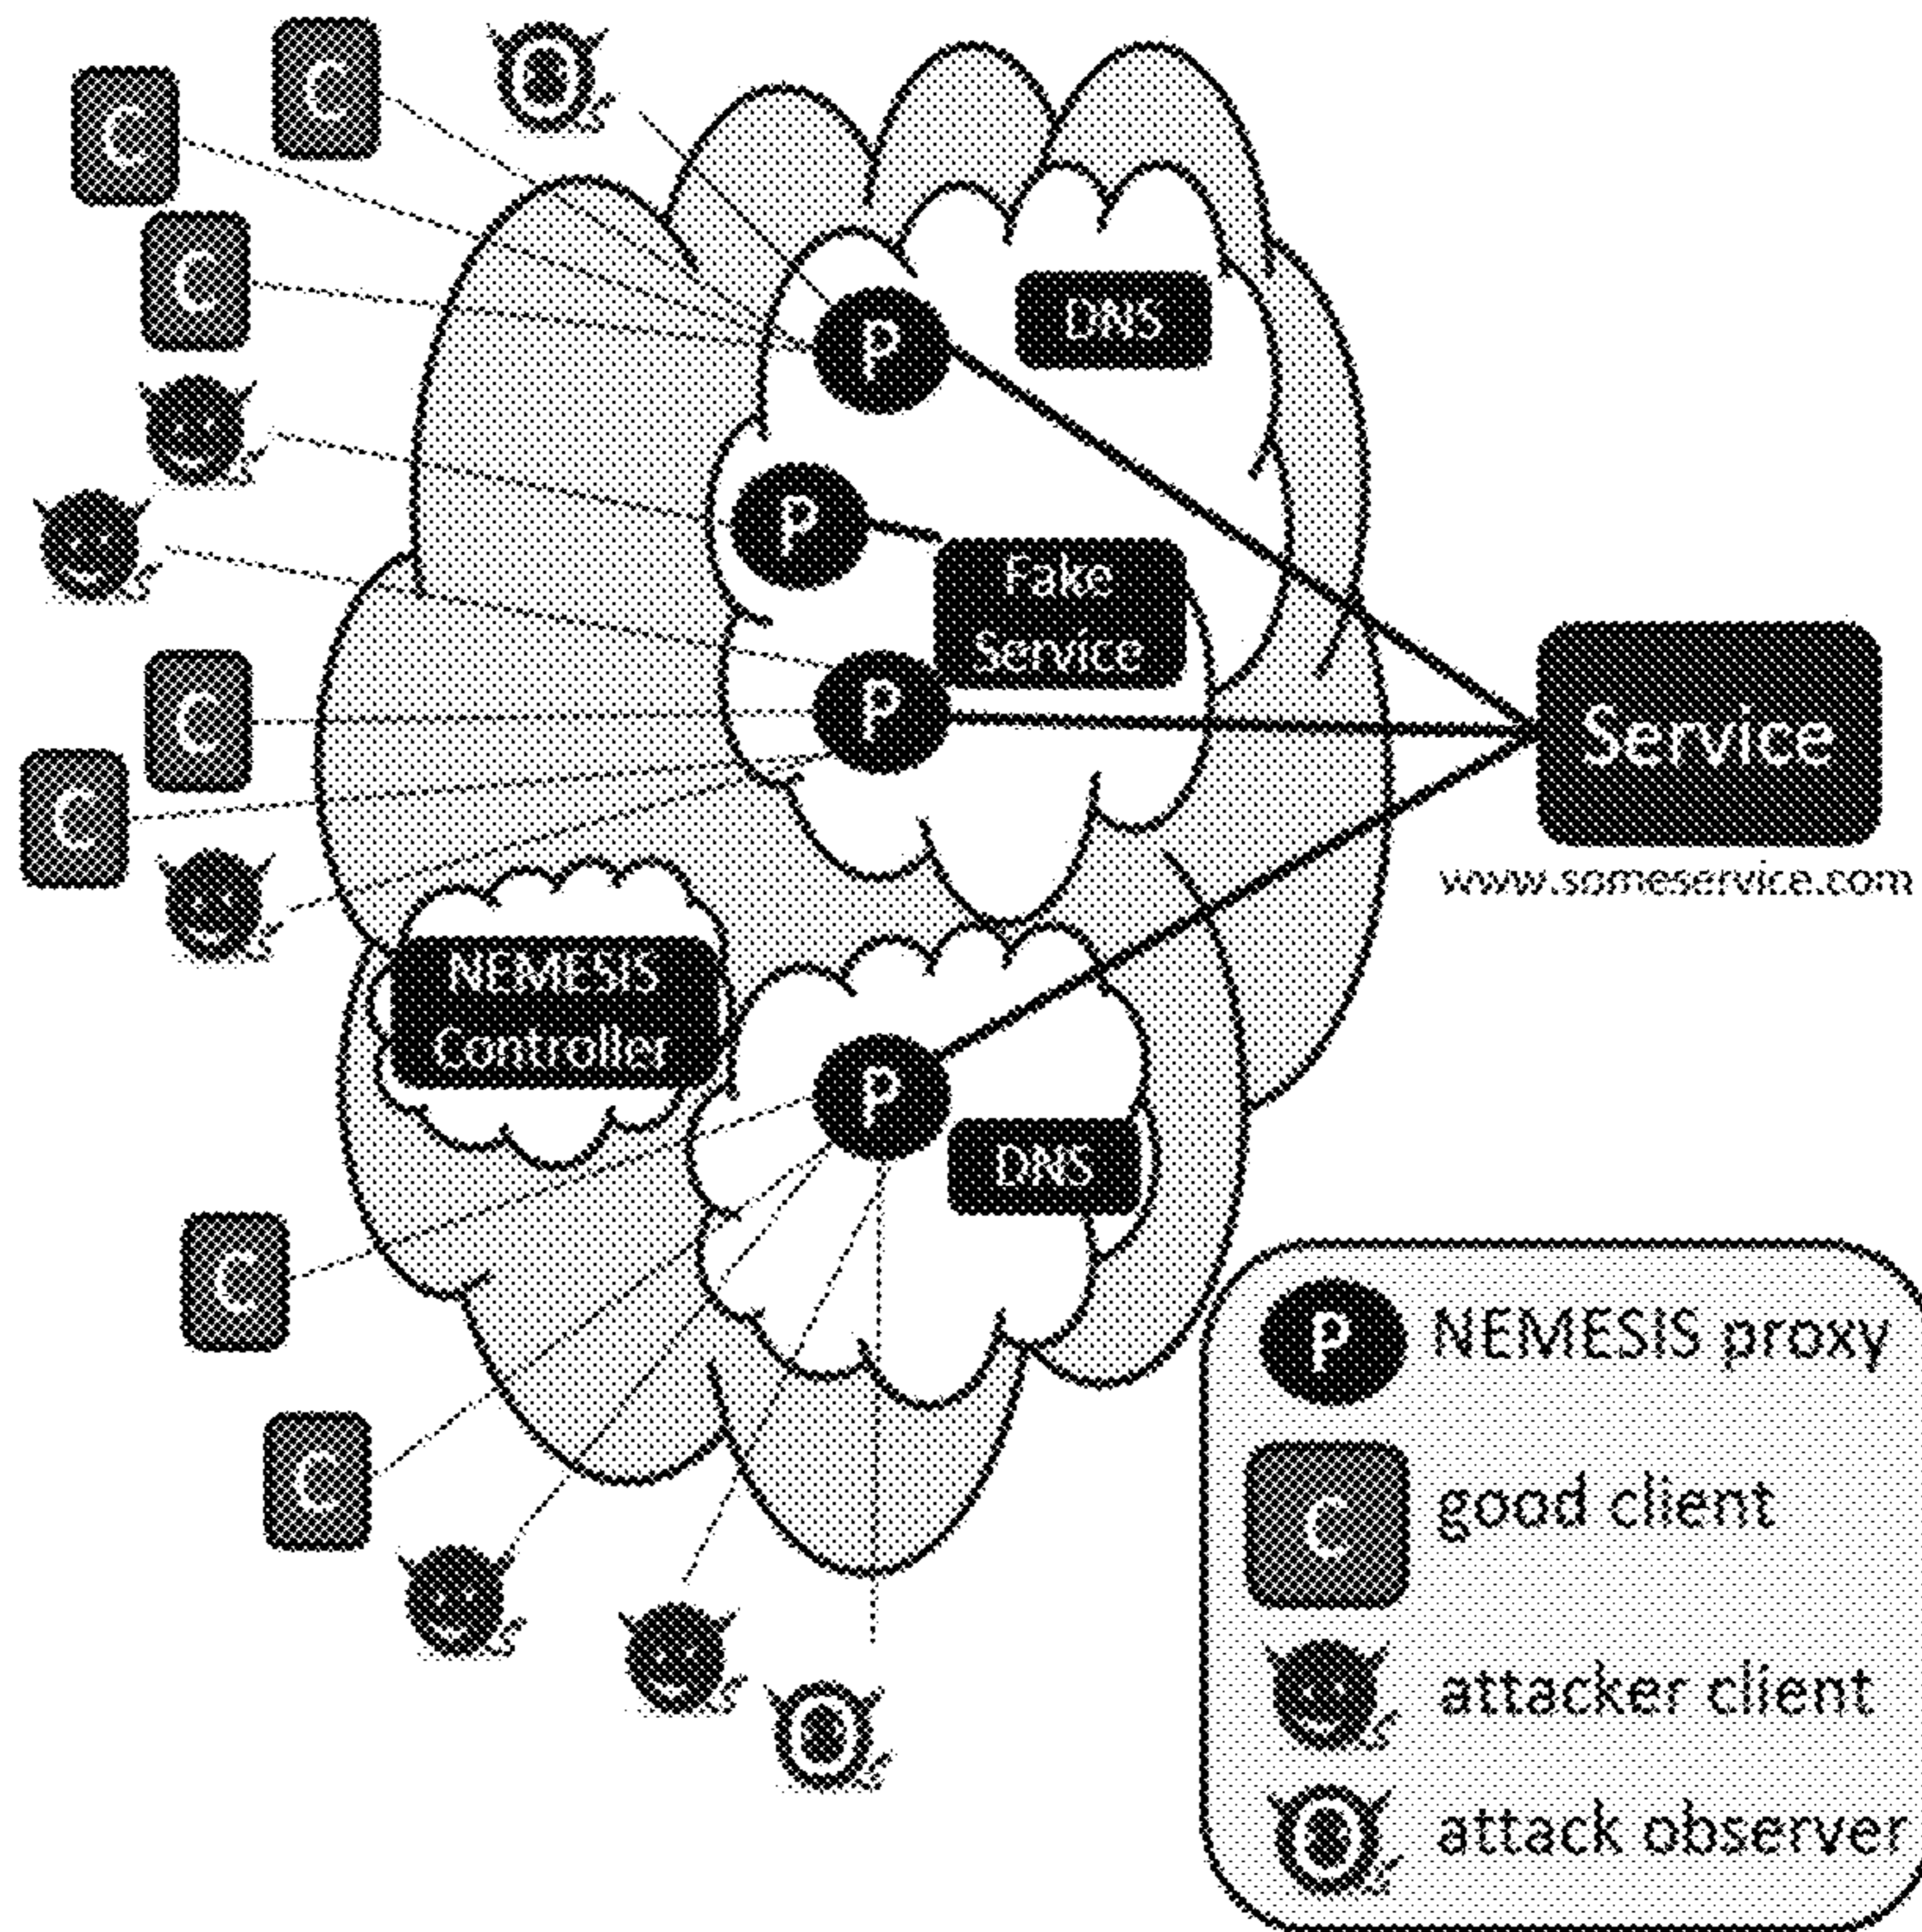 C
C
C
P
DNS
P
Fake
Service
P
C
C
Service
www.someservice.com
NEMESIS
Controller
P
DNS
C
C
P NEMESIS proxy
C good client
attacker client
attack observer